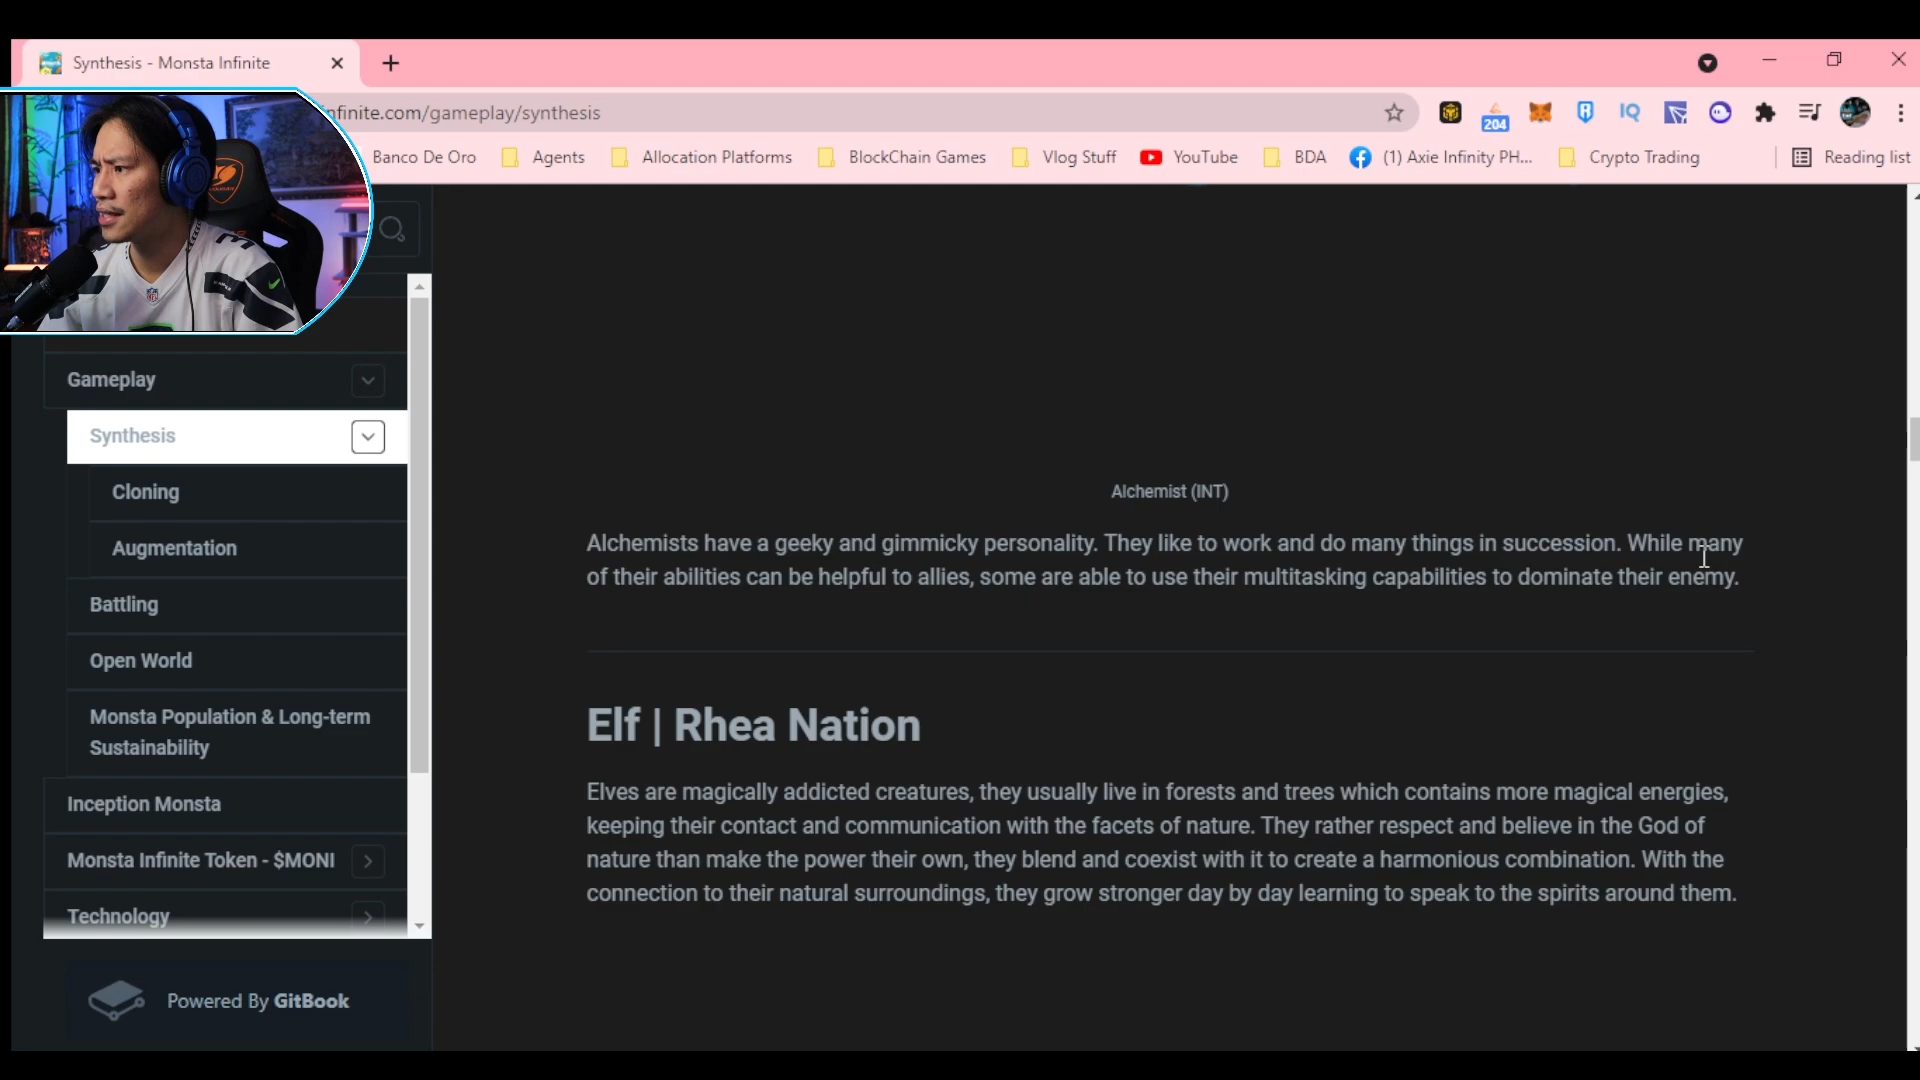 Synthesis - Monsta Infinite
nfinite.com/gameplay/synthesis
204
Banco De Oro
Agents
Allocation Platforms
BlockChain Games
Vlog Stuff
YouTube
BDA
(1) Axie Infinity PH...
Crypto Trading
Reading list
Gameplay
Synthesis
Cloning
Augmentation
Battling
Open World
Monsta Population & Long-term
Sustainability
Inception Monsta
Monsta Infinite Token - $MONI
Technology
Powered By GitBook
Alchemist (INT)
Alchemists have a geeky and gimmicky personality. They like to work and do many things in succession. While many
of their abilities can be helpful to allies, some are able to use their multitasking capabilities to dominate their enemy.
Elf | Rhea Nation
Elves are magically addicted creatures, they usually live in forests and trees which contains more magical energies,
keeping their contact and communication with the facets of nature. They rather respect and believe in the God of
nature than make the power their own, they blend and coexist with it to create a harmonious combination. With the
connection to their natural surroundings, they grow stronger day by day learning to speak to the spirits around them.